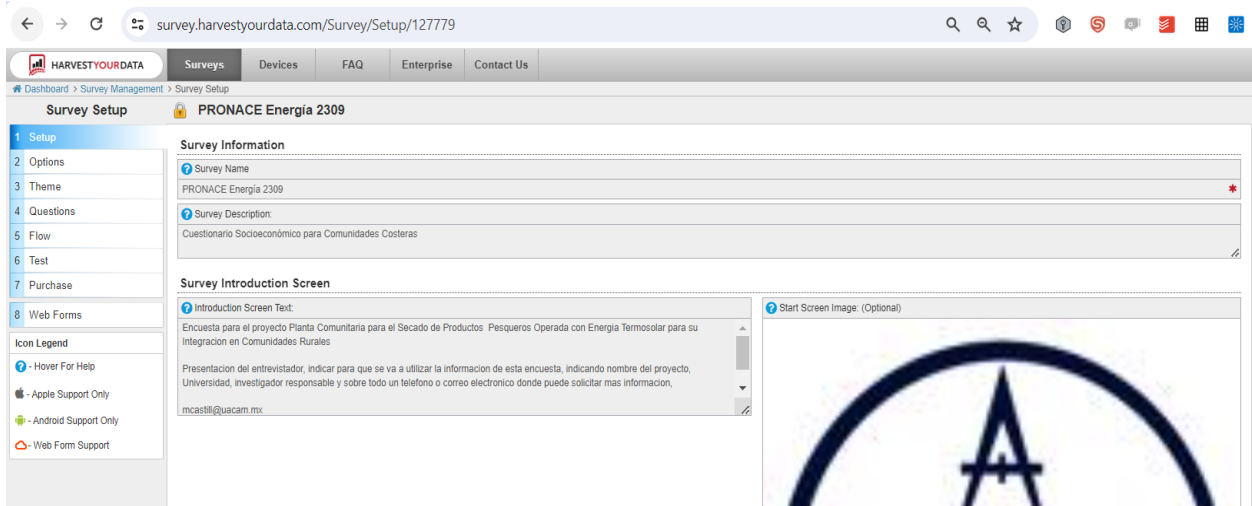 survey.harvestyourdata.com/Survey/Setup/127779
HARVESTYOURDATA Surveys Devices FAQ Enterprise Contact Us
Dashboard > Survey Management > Survey Setup
Survey Setup PRONACE Energía 2309
1 Setup
2 Options
3 Theme
4 Questions
5 Flow
6 Test
7 Purchase
8 Web Forms
Icon Legend
? - Hover For Help
- Apple Support Only
- Android Support Only
- Web Form Support
Survey Information
? Survey Name
PRONACE Energía 2309 *
? Survey Description:
Cuestionario Socioeconómico para Comunidades Costeras
Survey Introduction Screen
? Introduction Screen Text:
Encuesta para el proyecto Planta Comunitaria para el Secado de Productos Pesqueros Operada con Energia Termosolar para su
Integracion en Comunidades Rurales
Presentacion del entrevistador, indicar para que se va a utilizar la informacion de esta encuesta, indicando nombre del proyecto,
Universidad, investigador responsable y sobre todo un telefono o correo electronico donde puede solicitar mas informacion,
mcastill@uacam.mx
? Start Screen Image: (Optional)